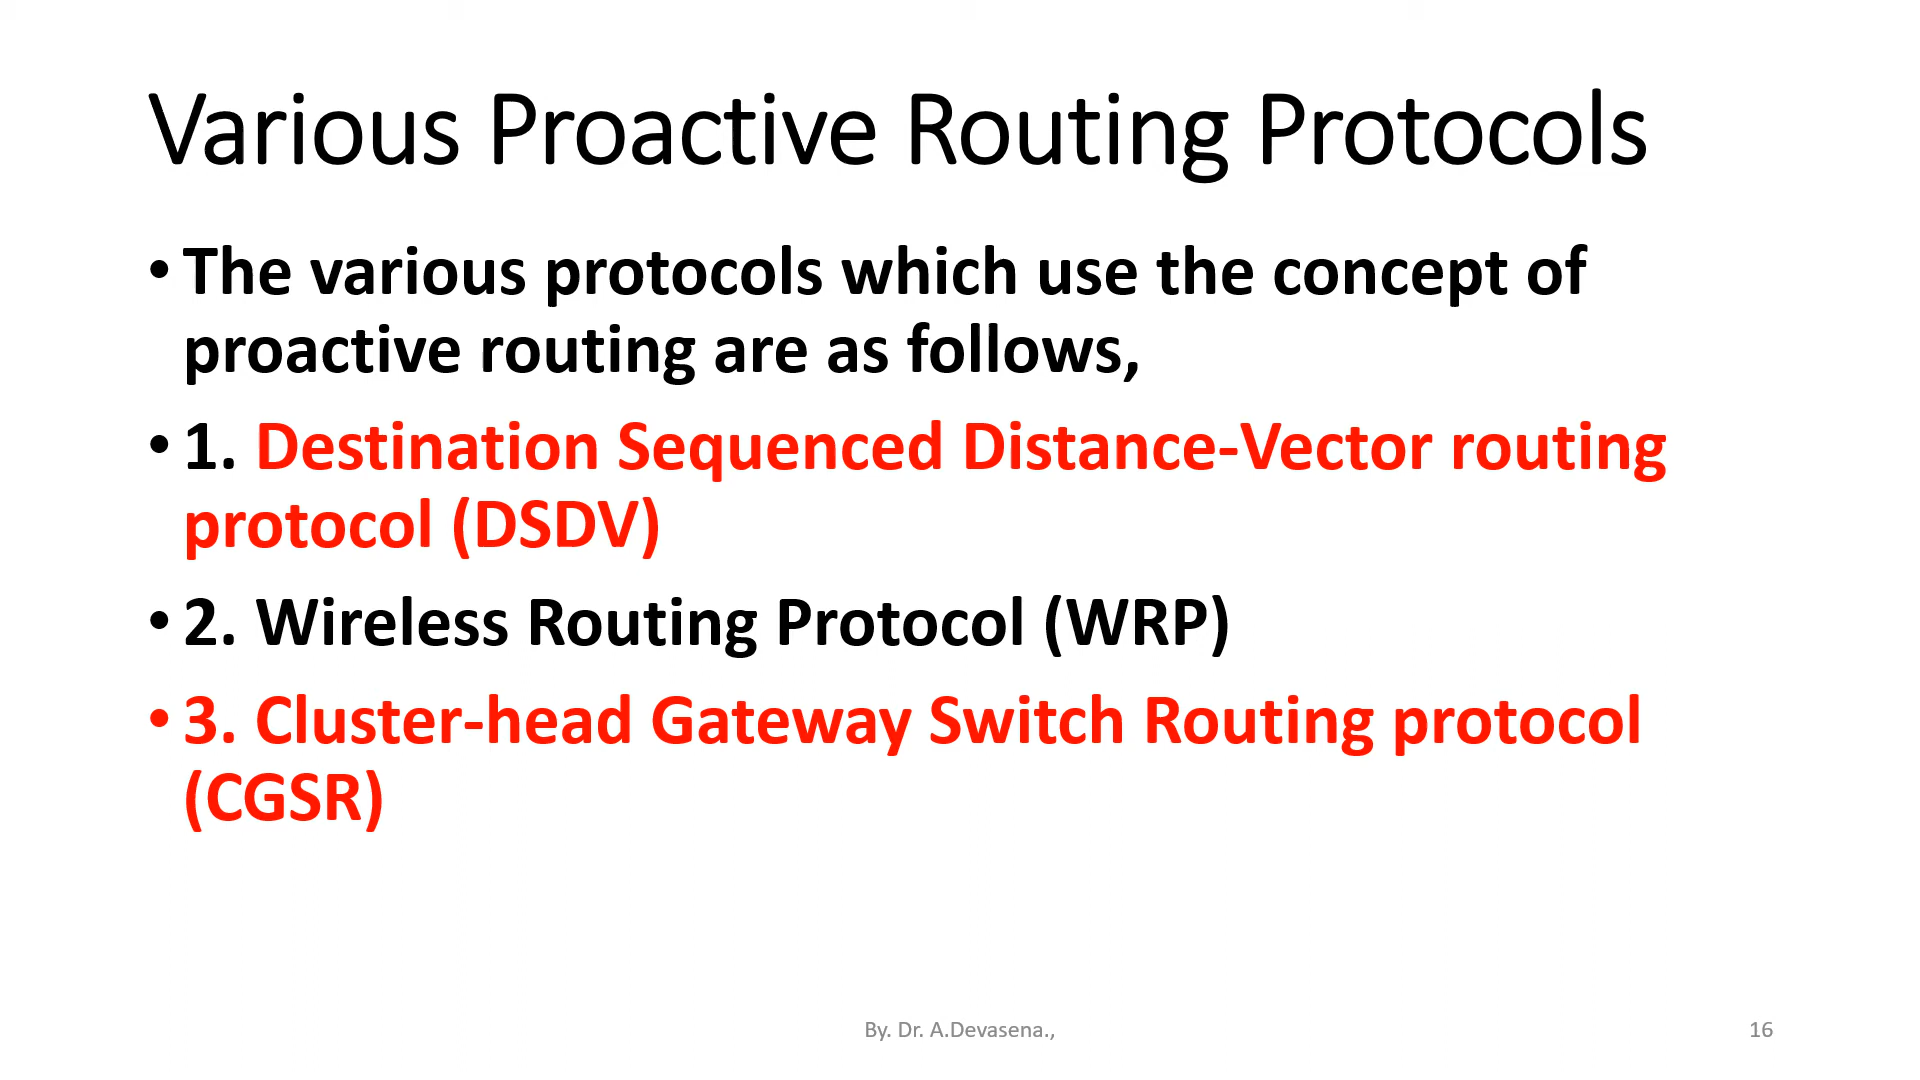 Various Proactive Routing Protocols
• The various protocols which use the concept of
proactive routing are as follows,
• 1. Destination Sequenced Distance-Vector routing
protocol (DSDV)
• 2. Wireless Routing Protocol (WRP)
• 3. Cluster-head Gateway Switch Routing protocol
(CGSR)
By. Dr. A.Devasena.,
16